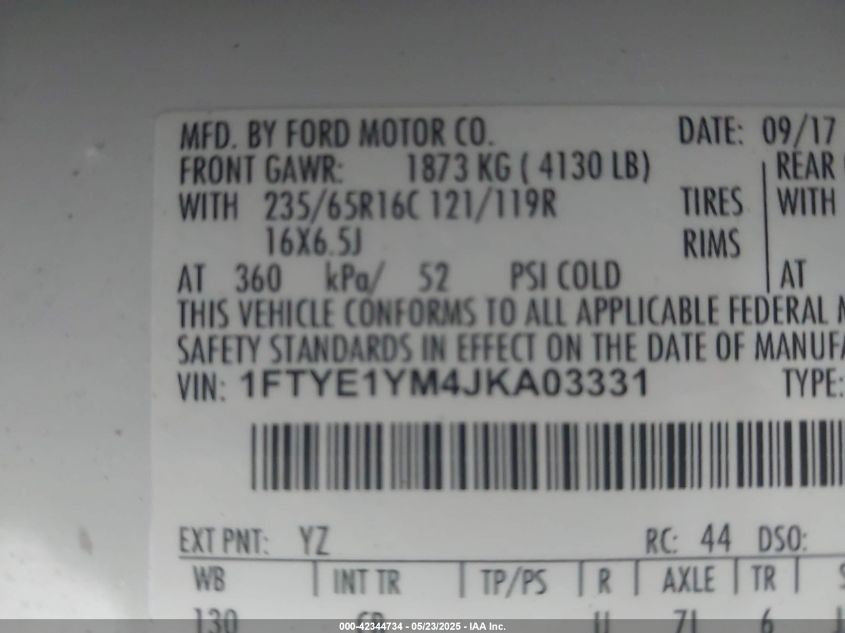 MFD. BY FORD MOTOR CO. DATE: 09/17
FRONT GAWR: 1873 KG ( 4130 LB) REAR
WITH 235/65R16C 121/119R TIRES WITH
16X6.5J RIMS
AT 360 kPa/ 52 PSI COLD AT
THIS VEHICLE CONFORMS TO ALL APPLICABLE FEDERAL
SAFETY STANDARDS IN EFFECT ON THE DATE OF MANUFA
VIN: 1FTYE1YM4JKA03331 TYPE:
EXT PNT: YZ RC: 44 DSO:
WB INT TR TP/PS R AXLE TR
130
000-42344734 - 05/23/2025 - IAA Inc.